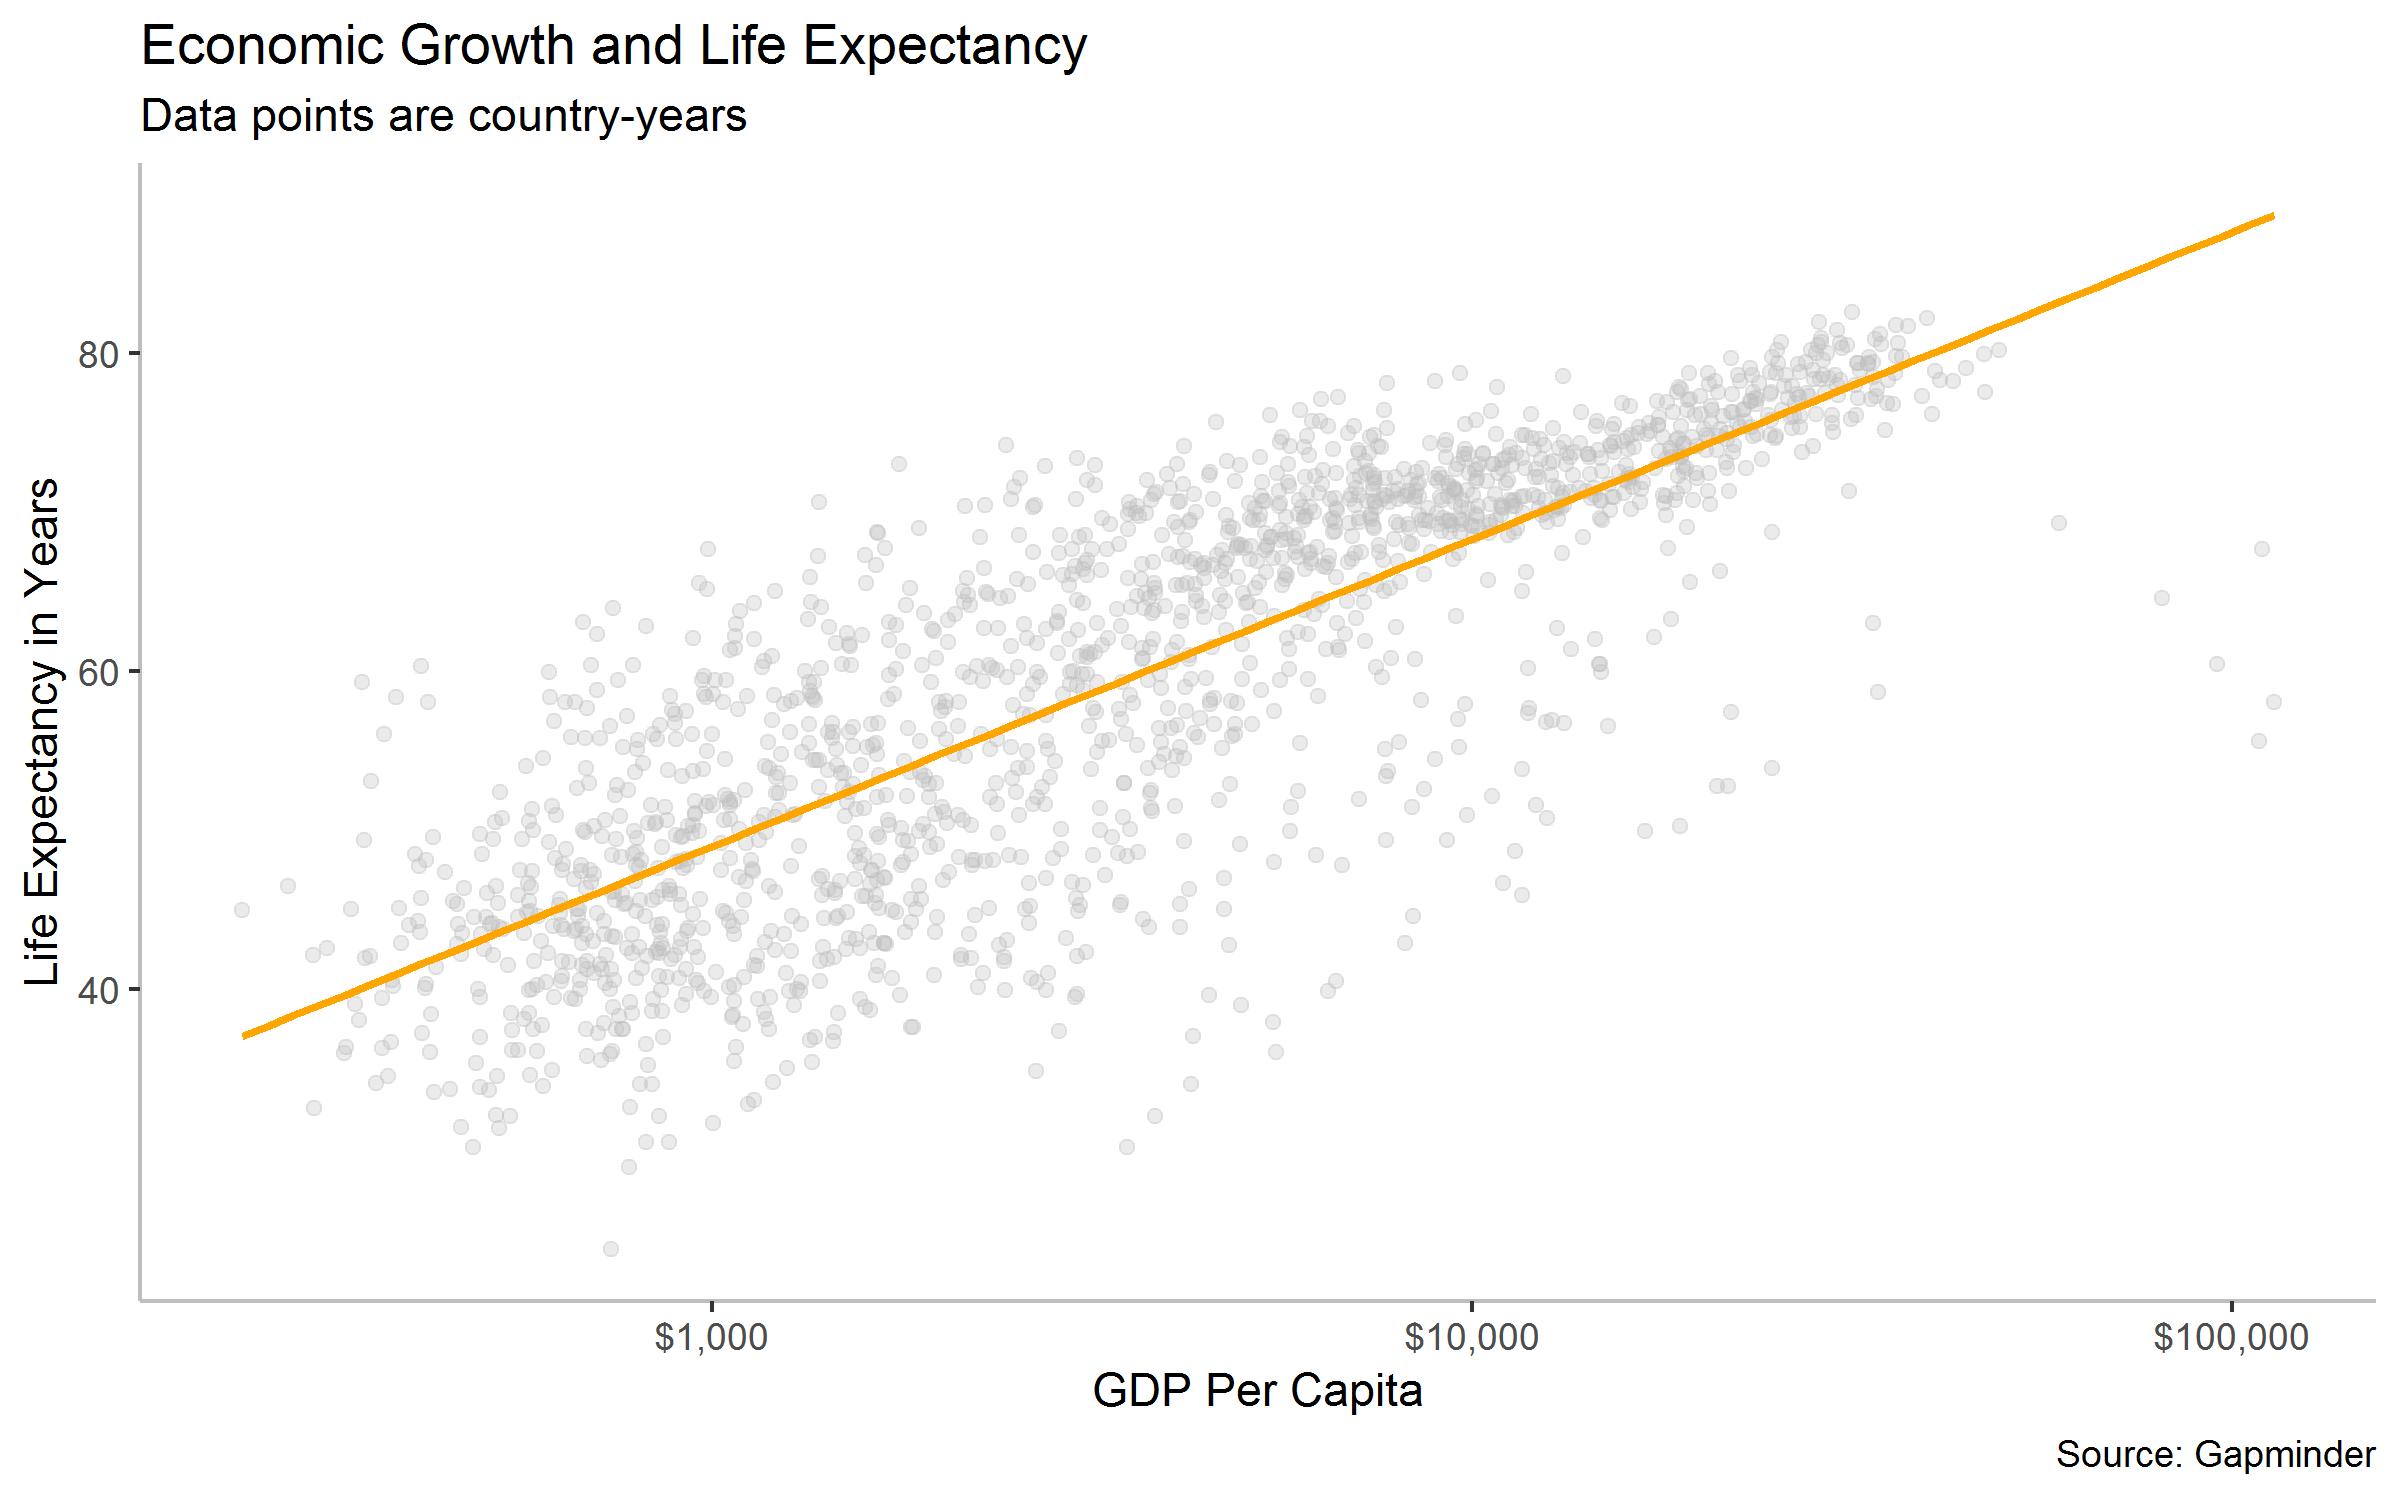 Economic Growth and Life Expectancy
Data points are country-years
Life Expectancy in Years
80
60
40
$1,000
$10,000
$100,000
GDP Per Capita
Source: Gapminder